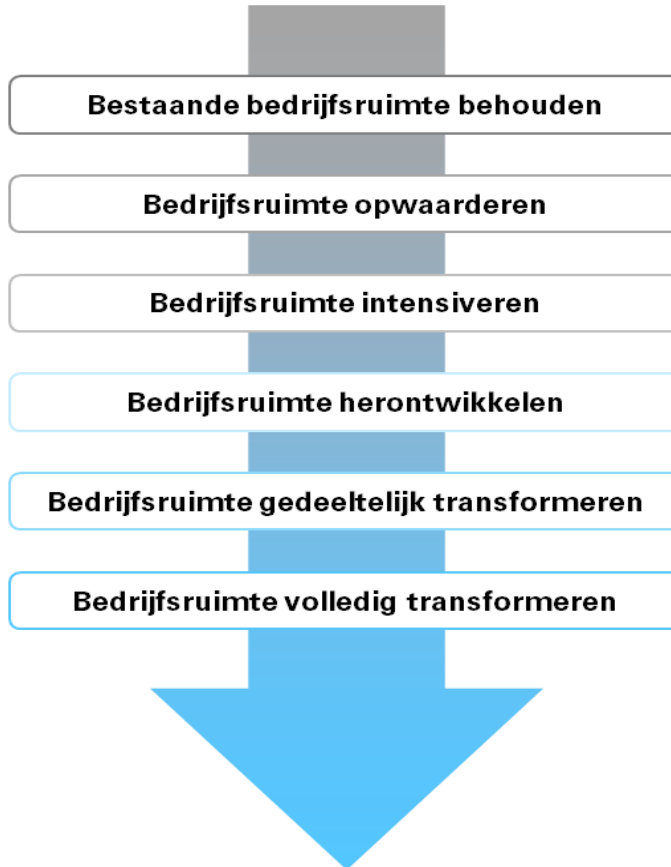 Bestaande bedrijfsruimte behouden
Bedrijfsruimte opwaarderen
Bedrijfsruimte intensiveren
Bedrijfsruimte herontwikkelen
Bedrijfsruimte gedeeltelijk transformeren
Bedrijfsruimte volledig transformeren